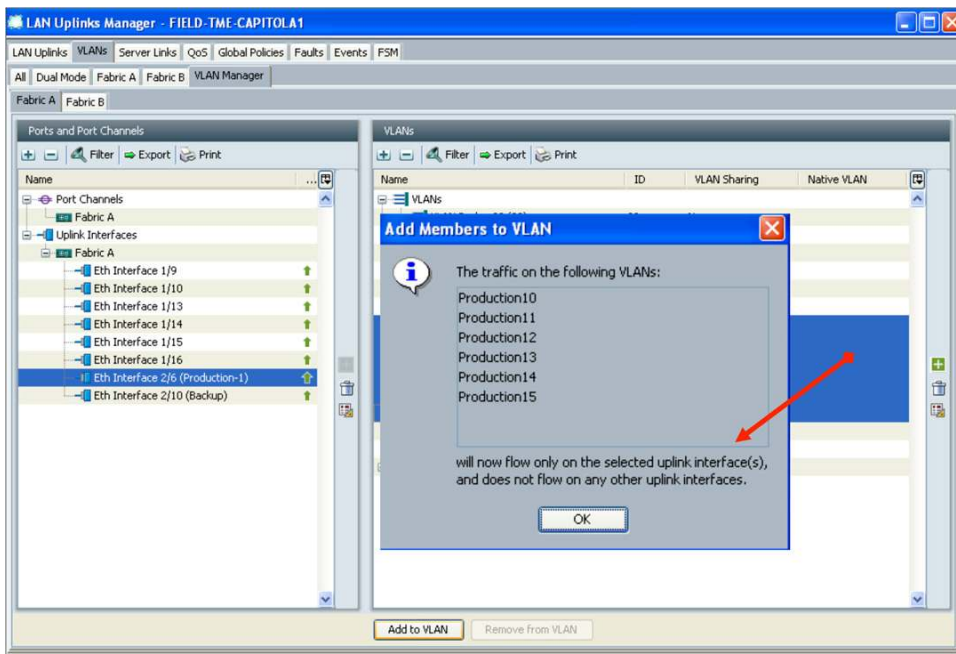 LAN Uplinks Manager - FIELD-TME-CAPITOLA1
LAN Uplinks VLANs Server Links QoS Global Policies Faults Events FSM
All Dual Mode Fabric A Fabric B VLAN Manager
Fabric A Fabric B
Ports and Port Channels
Filter Export Print
Name ...
Port Channels
Fabric A
Uplink Interfaces
Fabric A
Eth Interface 1/9
Eth Interface 1/10
Eth Interface 1/13
Eth Interface 1/14
Eth Interface 1/15
Eth Interface 1/16
Eth Interface 2/6 (Production-1)
Eth Interface 2/10 (Backup)
VLANs
Filter Export Print
Name ID VLAN Sharing Native VLAN
VLANs
Add Members to VLAN
The traffic on the following VLANs:
Production10
Production11
Production12
Production13
Production14
Production15
will now flow only on the selected uplink interface(s),
and does not flow on any other uplink interfaces.
OK
Add to VLAN Remove from VLAN